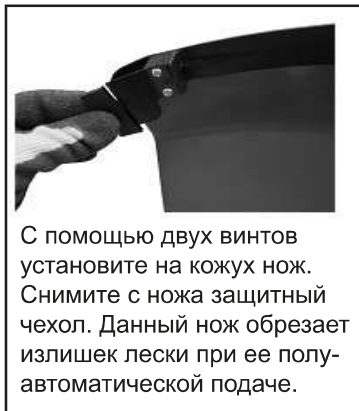 С помощью двух винтов
установите на кожух нож.
Снимите с ножа защитный
чехол. Данный нож обрезает
излишек лески при ее полу-
автоматической подаче.